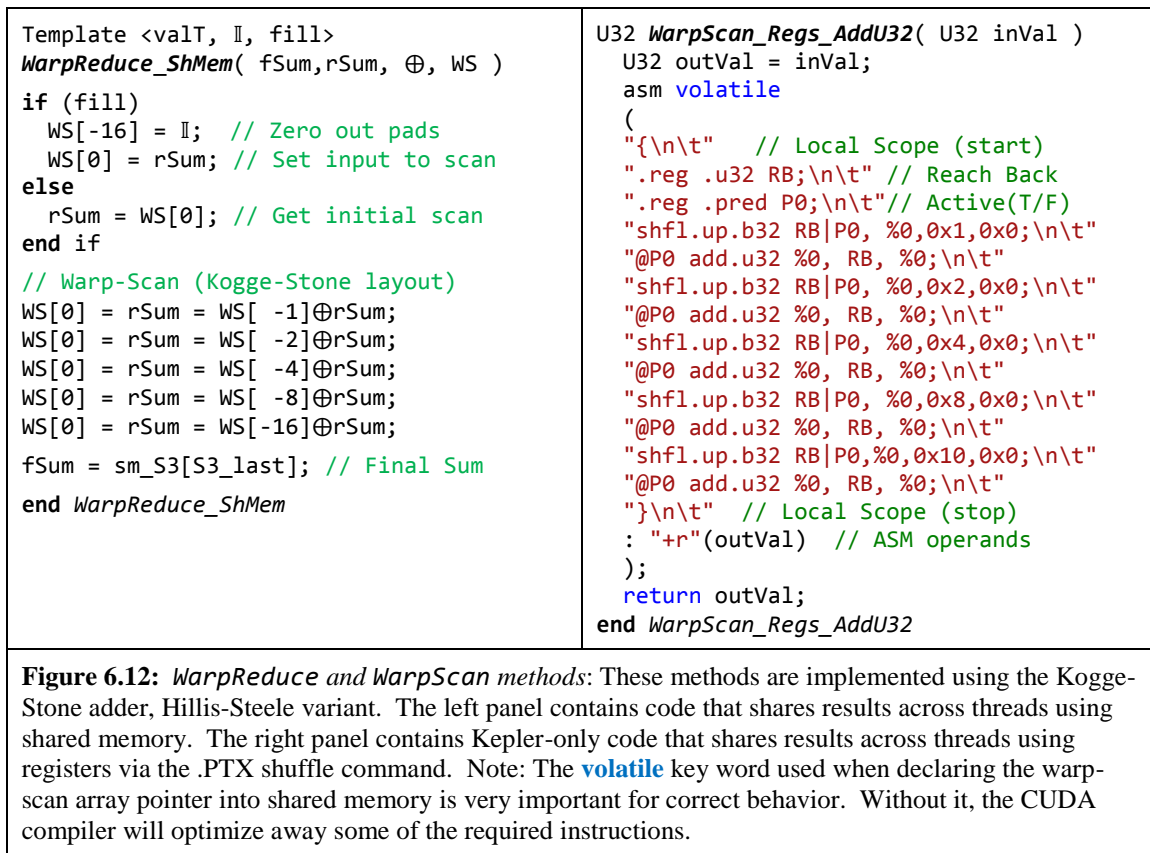 Template <valT, 𝕀, fill>
WarpReduce_ShMem( fSum,rSum, ⊕, WS )
if (fill)
  WS[-16] = 𝕀;  // Zero out pads
  WS[0] = rSum; // Set input to scan
else
  rSum = WS[0]; // Get initial scan
end if
// Warp-Scan (Kogge-Stone layout)
WS[0] = rSum = WS[ -1]⊕rSum;
WS[0] = rSum = WS[ -2]⊕rSum;
WS[0] = rSum = WS[ -4]⊕rSum;
WS[0] = rSum = WS[ -8]⊕rSum;
WS[0] = rSum = WS[-16]⊕rSum;
fSum = sm_S3[S3_last]; // Final Sum
end WarpReduce_ShMem
U32 WarpScan_Regs_AddU32( U32 inVal )
  U32 outVal = inVal;
  asm volatile
  (
  "{\n\t"   // Local Scope (start)
  ".reg .u32 RB;\n\t" // Reach Back
  ".reg .pred P0;\n\t"// Active(T/F)
  "shfl.up.b32 RB|P0, %0,0x1,0x0;\n\t"
  "@P0 add.u32 %0, RB, %0;\n\t"
  "shfl.up.b32 RB|P0, %0,0x2,0x0;\n\t"
  "@P0 add.u32 %0, RB, %0;\n\t"
  "shfl.up.b32 RB|P0, %0,0x4,0x0;\n\t"
  "@P0 add.u32 %0, RB, %0;\n\t"
  "shfl.up.b32 RB|P0, %0,0x8,0x0;\n\t"
  "@P0 add.u32 %0, RB, %0;\n\t"
  "shfl.up.b32 RB|P0,%0,0x10,0x0;\n\t"
  "@P0 add.u32 %0, RB, %0;\n\t"
  "}\n\t"  // Local Scope (stop)
  : "+r"(outVal)  // ASM operands
  );
  return outVal;
end WarpScan_Regs_AddU32
Figure 6.12: WarpReduce and WarpScan methods: These methods are implemented using the Kogge-
Stone adder, Hillis-Steele variant. The left panel contains code that shares results across threads using
shared memory. The right panel contains Kepler-only code that shares results across threads using
registers via the .PTX shuffle command. Note: The volatile key word used when declaring the warp-
scan array pointer into shared memory is very important for correct behavior. Without it, the CUDA
compiler will optimize away some of the required instructions.